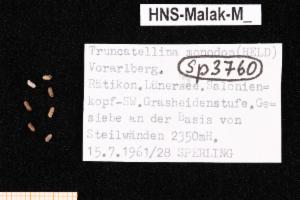 HNS-Malak-M_
Truncatellina monodon(HELD)
Vorarlberg.
Sp3760
Rätikon.Lünersee.Salonien-
kopf-SW.Grasheidenstufe.Ge-
siebe an der Basis von
Steilwänden 2350mH.
15.7.1961/28 SPERLING